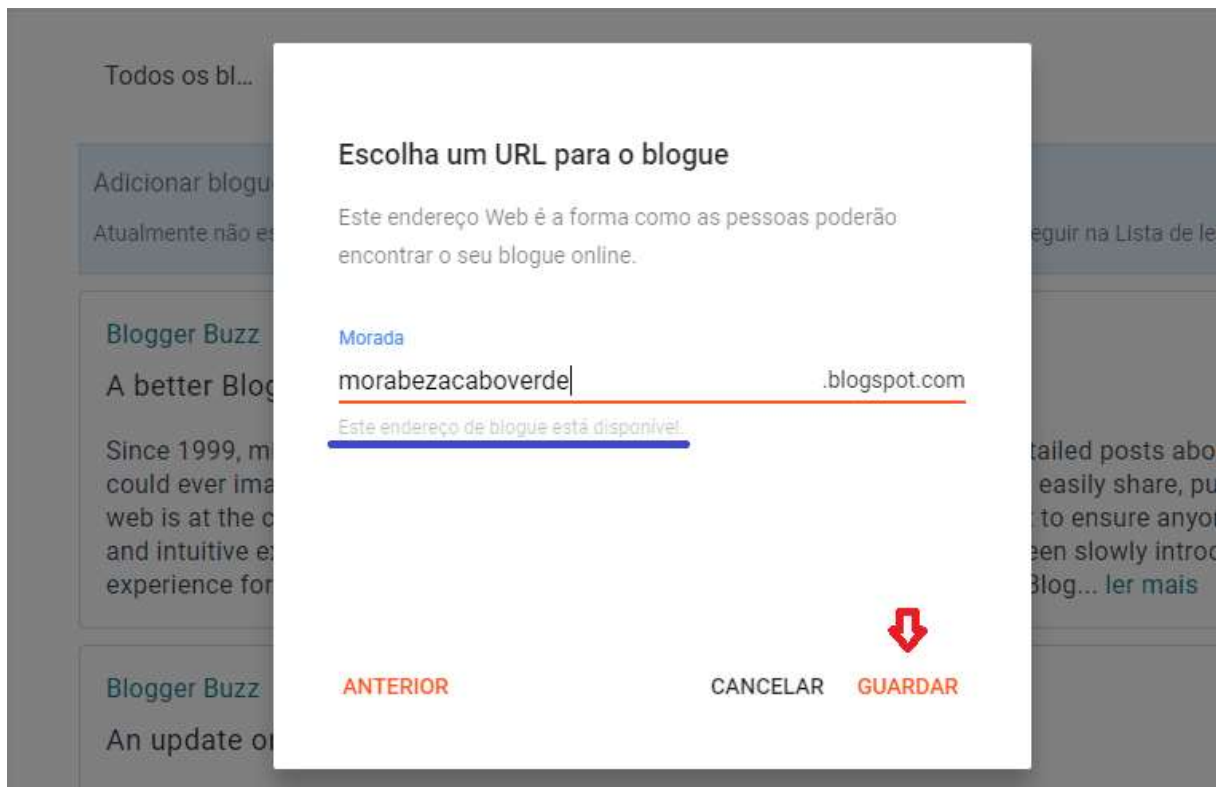 Todos os bl...
Escolha um URL para o blogue
Adicionar blogu
Este endereço Web é a forma como as pessoas poderão
Atualmente não es
eguir na Lista de le
encontrar o seu blogue online.
Blogger Buzz
Morada
A better Blog
morabezacaboverde
.blogspot.com
Este endereço de blogue está disponível.
Since 1999, m
tailed posts abo
could ever ima
easily share, pu
web is at the c
to ensure anyo
and intuitive e
een slowly introd
experience for
Blog... ler mais
Blogger Buzz
ANTERIOR
CANCELAR
GUARDAR
An update o